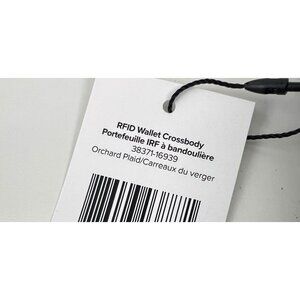 RFID Wallet Crossbody
Portefeuille IRF à bandoulière
38371-16939
Orchard Plaid/Carreaux du verger